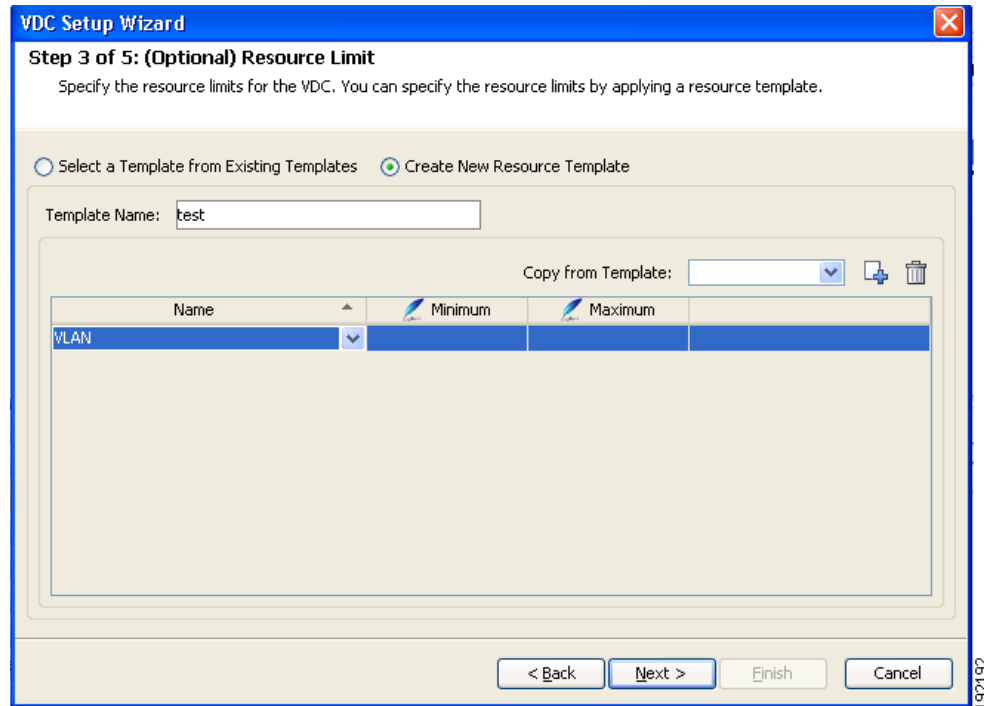 VDC Setup Wizard
Step 3 of 5: (Optional) Resource Limit
Specify the resource limits for the VDC. You can specify the resource limits by applying a resource template.
Select a Template from Existing Templates Create New Resource Template
Template Name: test
Copy from Template:
Name Minimum Maximum
VLAN
< Back Next > Finish Cancel
192192